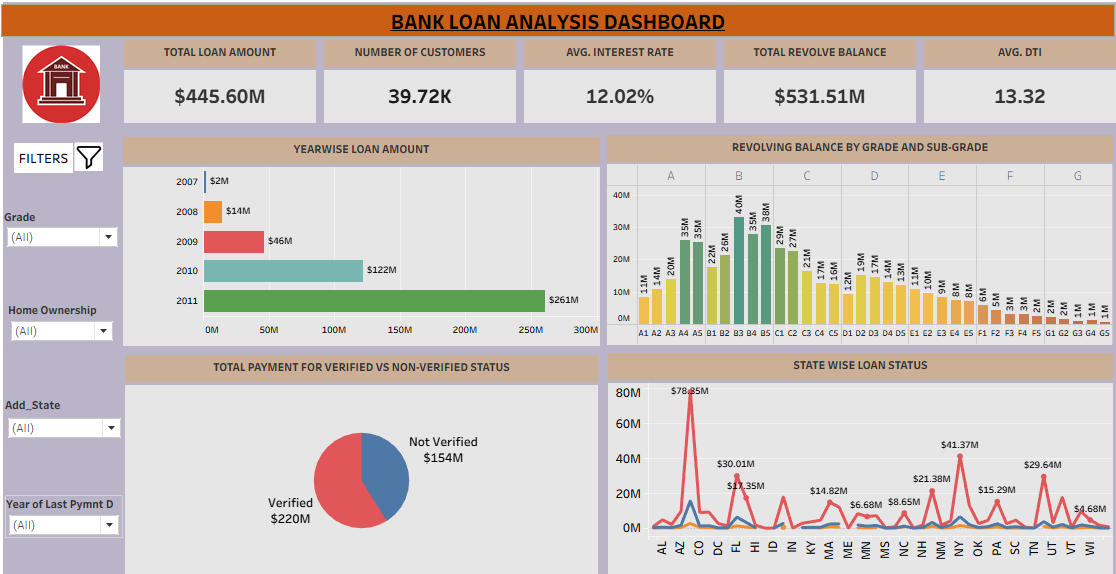 BANK LOAN ANALYSIS DASHBOARD
BANK
TOTAL LOAN AMOUNT
$445.60M
NUMBER OF CUSTOMERS
39.72K
AVG. INTEREST RATE
12.02%
TOTAL REVOLVE BALANCE
$531.51M
AVG. DTI
13.32
FILTERS
Grade
(All)
Home Ownership
(All)
Add_State
(All)
Year of Last Pymnt D
(All)
YEARWISE LOAN AMOUNT
2007 $2M
2008 $14M
2009 $46M
2010 $122M
2011 $261M
0M 50M 100M 150M 200M 250M 300M
REVOLVING BALANCE BY GRADE AND SUB-GRADE
A B C D E F G
40M
30M
20M
10M
0M
11M 14M 20M 35M 35M 22M 26M 40M 35M 38M 29M 27M 21M 17M 16M 12M 19M 17M 14M 13M 11M 10M 9M 8M 8M 6M 5M 3M 3M 2M 2M 2M 1M 1M 1M
A1 A2 A3 A4 A5 B1 B2 B3 B4 B5 C1 C2 C3 C4 C5 D1 D2 D3 D4 D5 E1 E2 E3 E4 E5 F1 F2 F3 F4 F5 G1 G2 G3 G4 G5
TOTAL PAYMENT FOR VERIFIED VS NON-VERIFIED STATUS
Not Verified
$154M
Verified
$220M
STATE WISE LOAN STATUS
80M
60M
40M
20M
0M
$78.35M
$30.01M
$17.35M
$14.82M
$6.68M
$8.65M
$21.38M
$41.37M
$15.29M
$29.64M
$4.68M
AL AZ CO DC FL HI ID IN KY MA ME MN MS NC NH NM NY OK PA SC TN UT VT WI